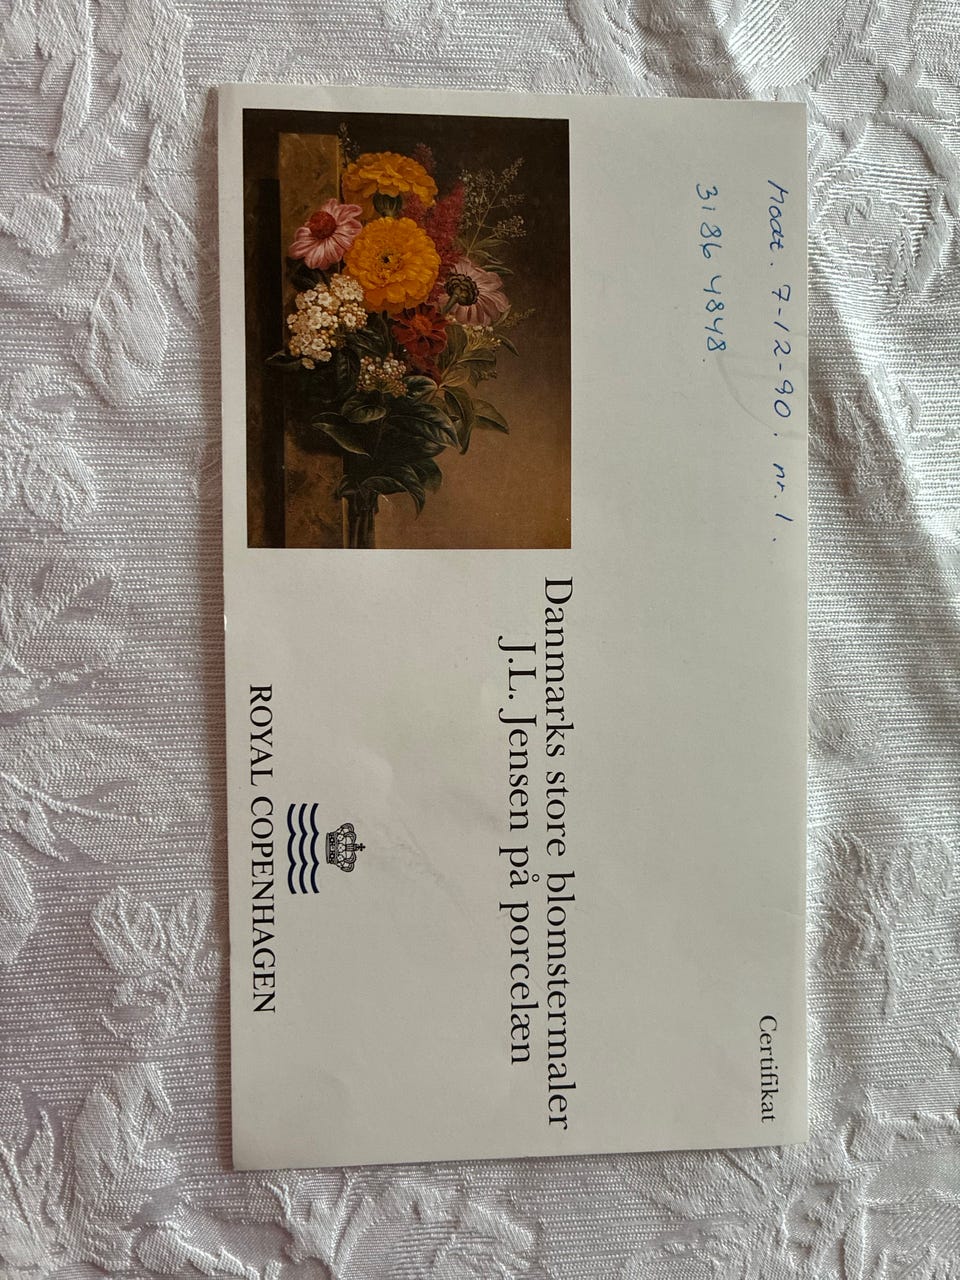 Modt. 7-12-90. nr. 1.
3186 4848.
Certifikat
Danmarks store blomstermaler
J.L. Jensen på porcelæn
ROYAL COPENHAGEN